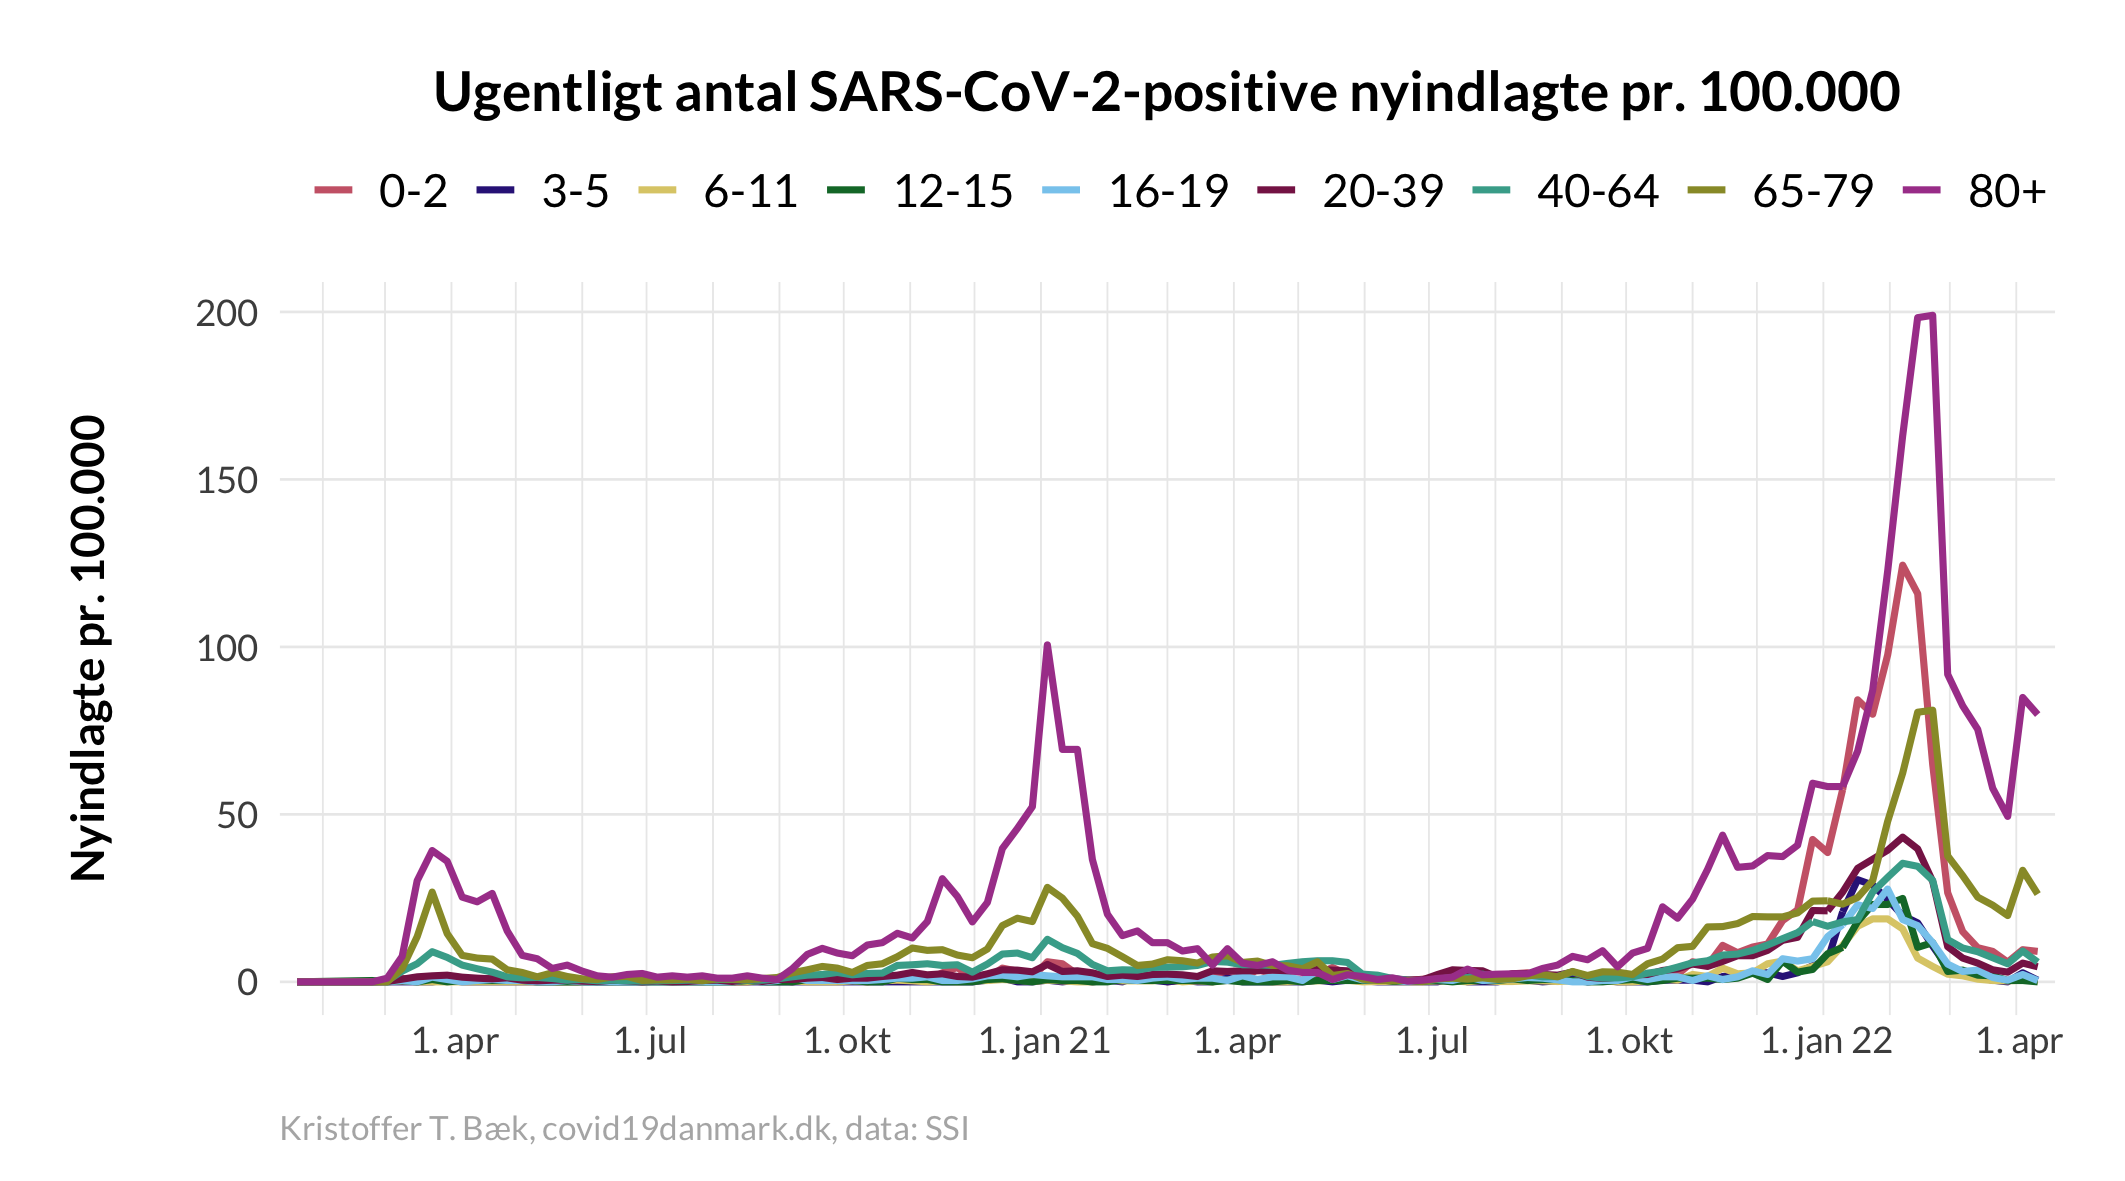 Ugentligt antal SARS-CoV-2-positive nyindlagte pr. 100.000
0-2 3-5 6-11 12-15 16-19 20-39 40-64 65-79 80+
Nyindlagte pr. 100.000
200
150
100
50
0
1. apr 1. jul 1. okt 1. jan 21 1. apr 1. jul 1. okt 1. jan 22 1. apr
Kristoffer T. Bæk, covid19danmark.dk, data: SSI